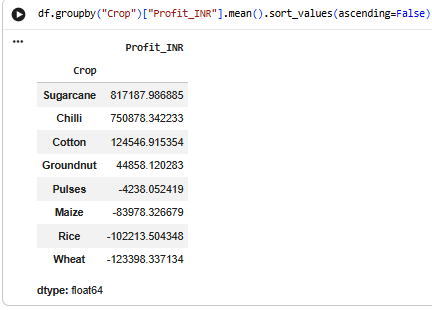 df.groupby("Crop")["Profit_INR"].mean().sort_values(ascending=False)
Profit_INR
Crop
Sugarcane 817187.986885
Chilli 750878.342233
Cotton 124546.915354
Groundnut 44858.120283
Pulses -4238.052419
Maize -83978.326679
Rice -102213.504348
Wheat -123398.337134
dtype: float64